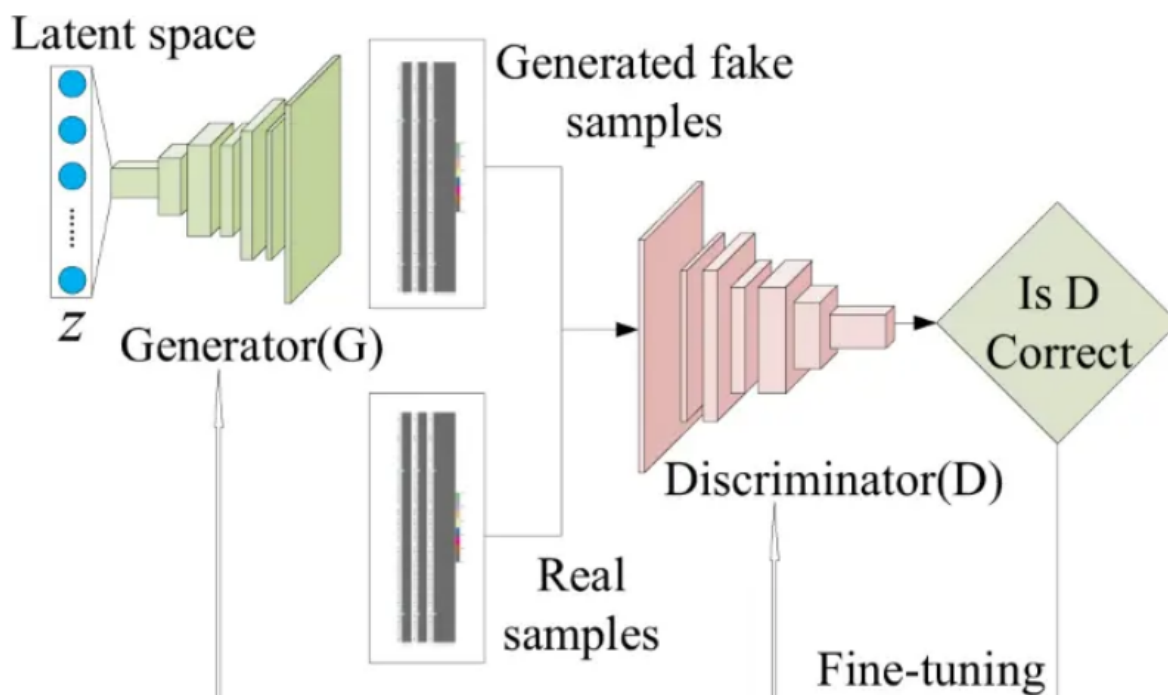 Latent space
Generated fake
samples
z
Generator(G)
Is D
Correct
Discriminator(D)
Real
samples
Fine-tuning